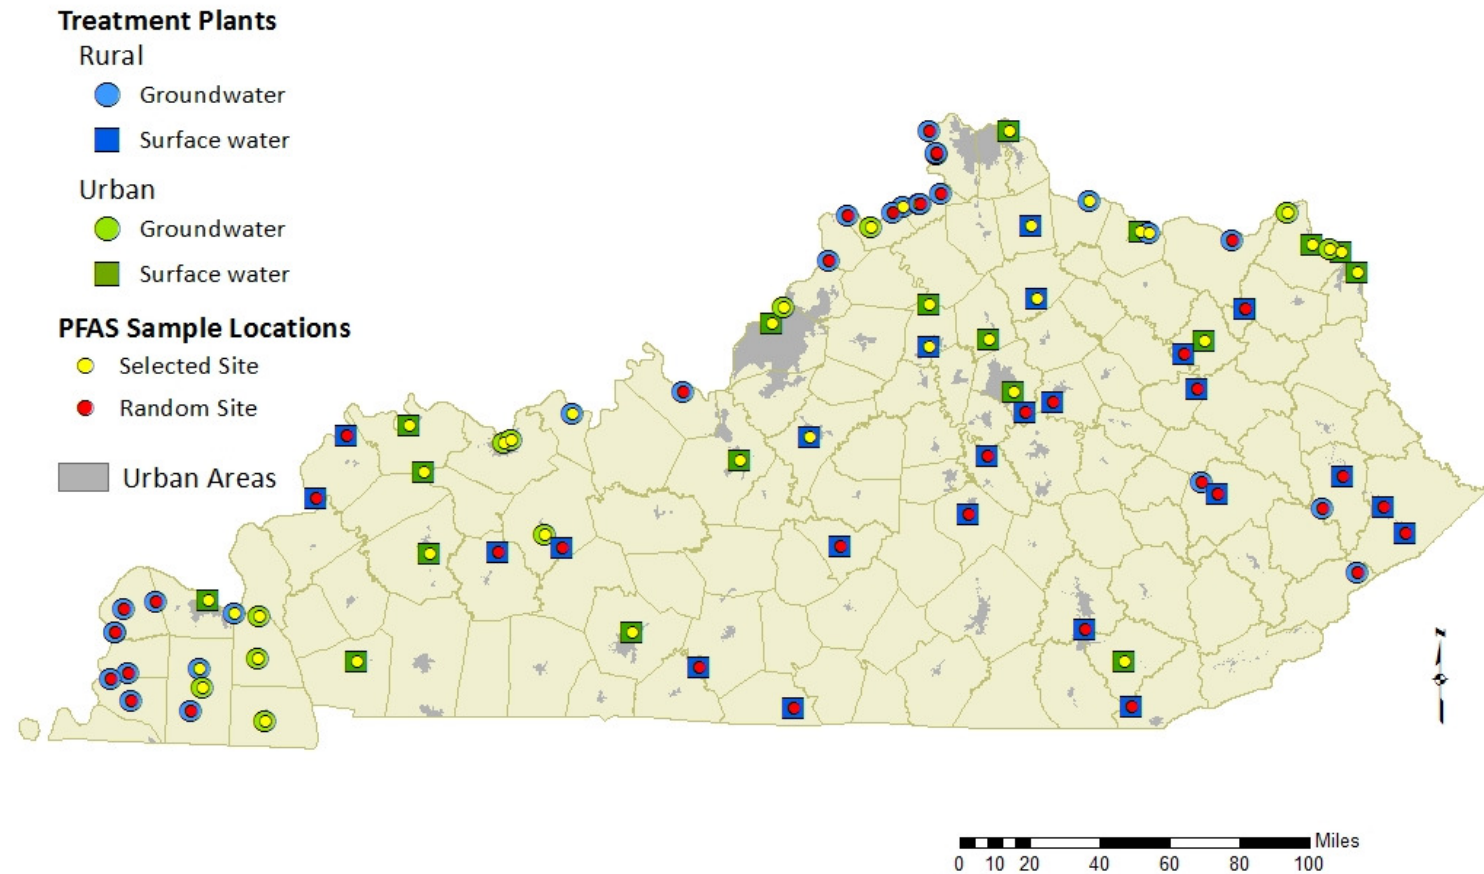 Treatment Plants
Rural
Groundwater
Surface water
Urban
Groundwater
Surface water
PFAS Sample Locations
Selected Site
Random Site
Urban Areas
N
Miles
0 10 20 40 60 80 100